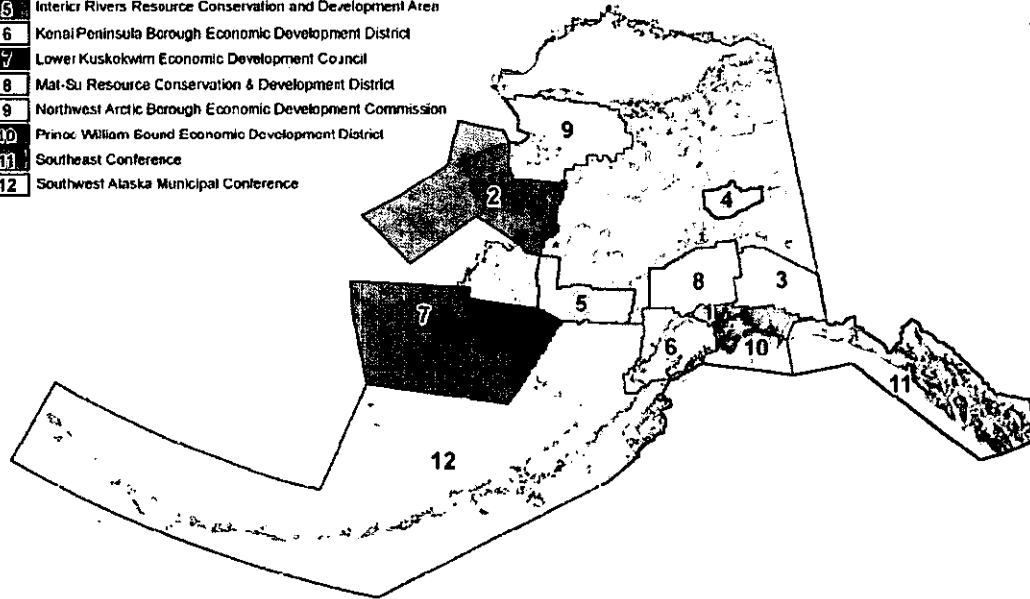 5 Interior Rivers Resource Conservation and Development Area
6 Kenai Peninsula Borough Economic Development District
7 Lower Kuskokwim Economic Development Council
8 Mat-Su Resource Conservation & Development District
9 Northwest Arctic Borough Economic Development Commission
10 Prince William Sound Economic Development District
11 Southeast Conference
12 Southwest Alaska Municipal Conference
9
2
4
8
3
5
7
1
6
10
11
12